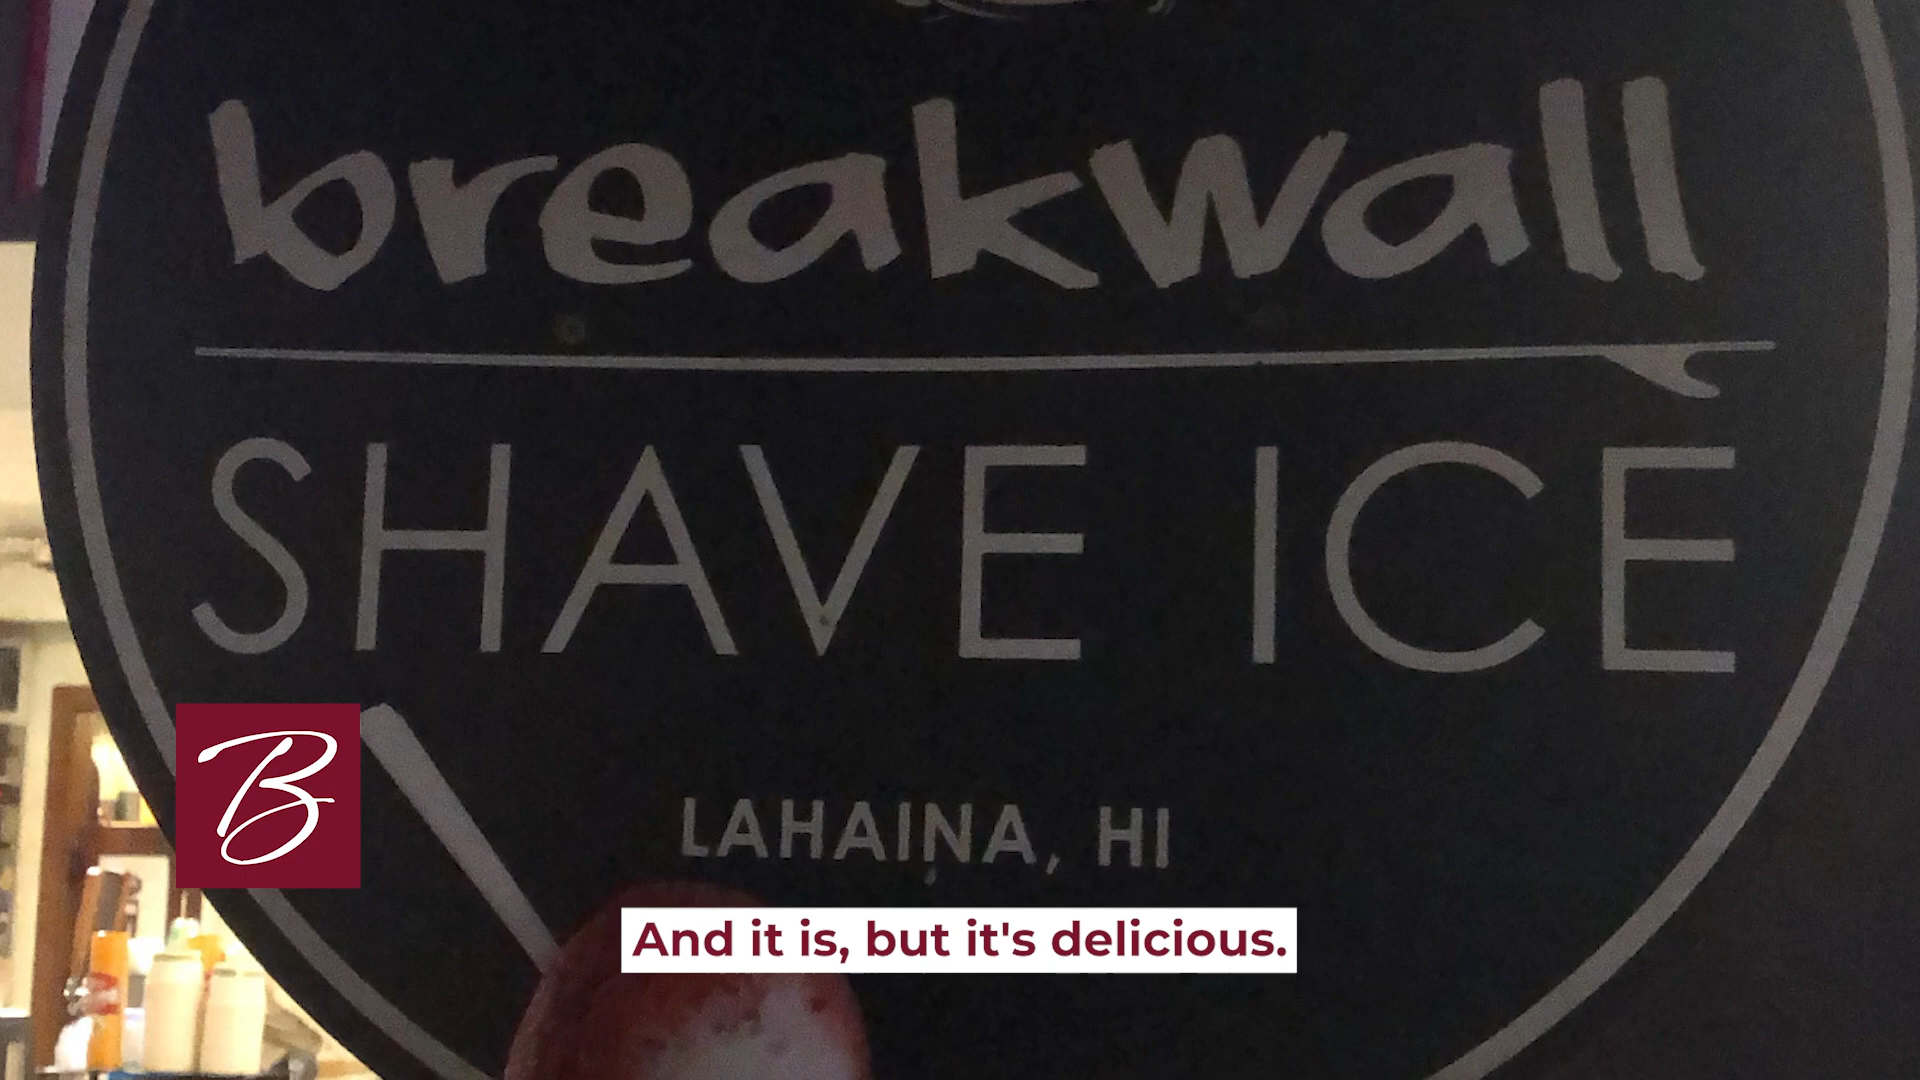 breakwall
SHAVE ICE
LAHAINA, HI
B
And it is, but it's delicious.